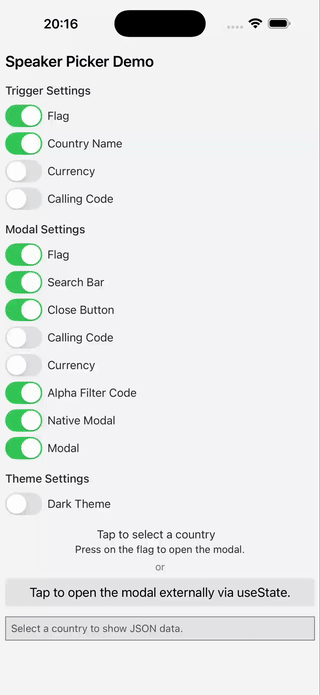 20:16
Speaker Picker Demo
Trigger Settings
Flag
Country Name
Currency
Calling Code
Modal Settings
Flag
Search Bar
Close Button
Calling Code
Currency
Alpha Filter Code
Native Modal
Modal
Theme Settings
Dark Theme
Tap to select a country
Press on the flag to open the modal.
or
Tap to open the modal externally via useState.
Select a country to show JSON data.